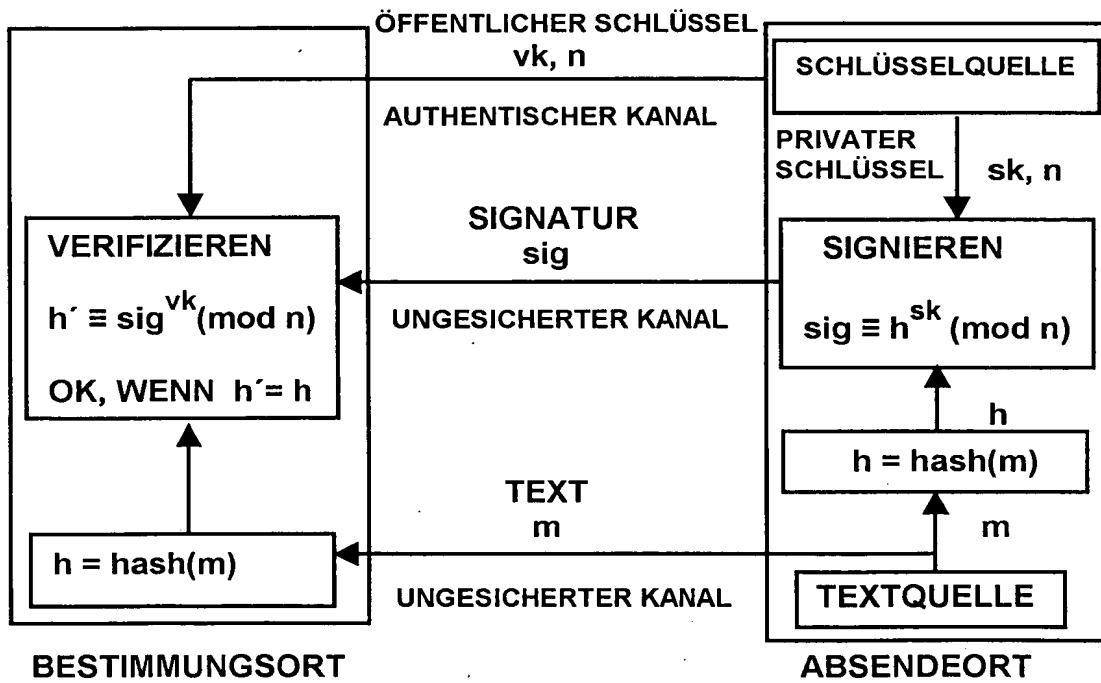 ÖFFENTLICHER SCHLÜSSEL
vk, n
AUTHENTISCHER KANAL
SCHLÜSSELQUELLE
PRIVATER
SCHLÜSSEL
sk, n
VERIFIZIEREN
h´ ≡ sig^vk (mod n)
OK, WENN h´= h
SIGNATUR
sig
UNGESICHERTER KANAL
SIGNIEREN
sig ≡ h^sk (mod n)
h
h = hash(m)
m
TEXT
m
h = hash(m)
UNGESICHERTER KANAL
TEXTQUELLE
BESTIMMUNGSORT
ABSENDEORT